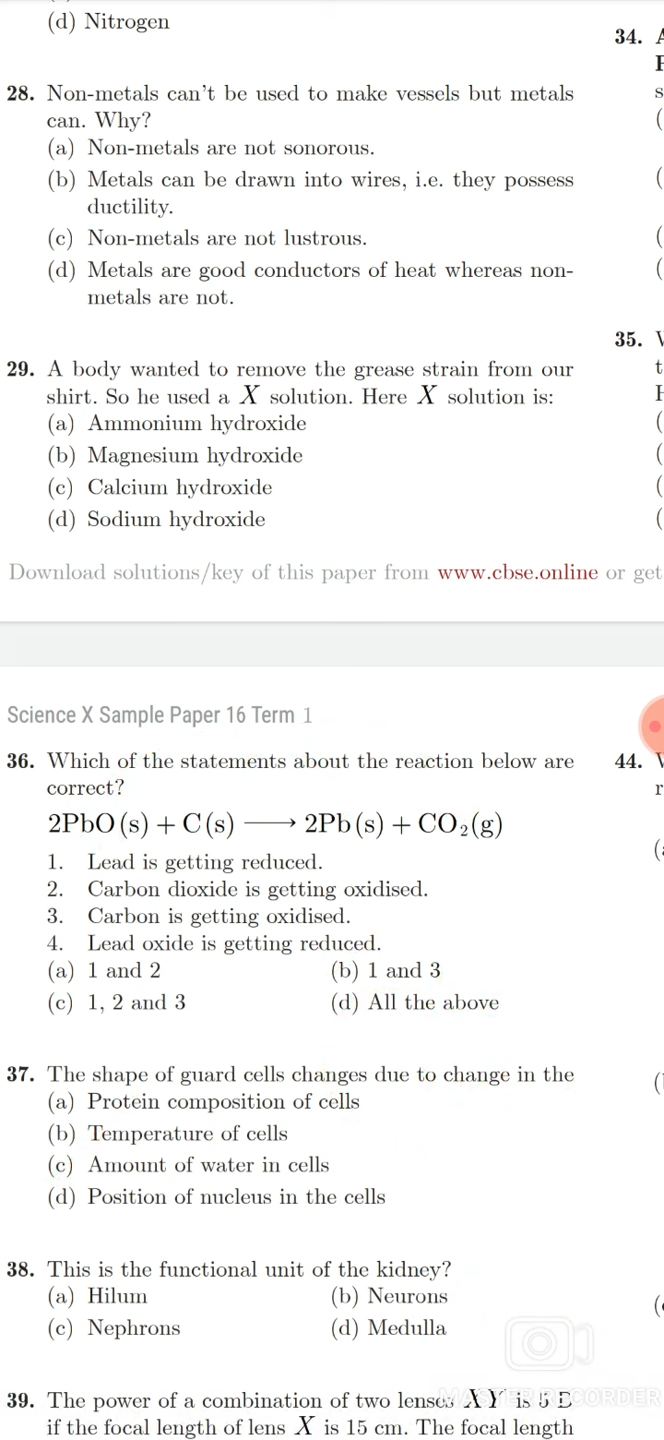 (d) Nitrogen
28. Non-metals can't be used to make vessels but metals
can. Why?
(a) Non-metals are not sonorous.
(b) Metals can be drawn into wires, i.e. they possess
ductility.
(c) Non-metals are not lustrous.
(d) Metals are good conductors of heat whereas non-
metals are not.
29. A body wanted to remove the grease strain from our
shirt. So he used a X solution. Here X solution is:
(a) Ammonium hydroxide
(b) Magnesium hydroxide
(c) Calcium hydroxide
(d) Sodium hydroxide
34.
35.
Download solutions/key of this paper from www.cbse.online or get
Science X Sample Paper 16 Term 1
36. Which of the statements about the reaction below are
correct?
2PbO(s) + C(s) ⟶ 2Pb(s) + CO₂(g)
1. Lead is getting reduced.
2. Carbon dioxide is getting oxidised.
3. Carbon is getting oxidised.
4. Lead oxide is getting reduced.
(a) 1 and 2 (b) 1 and 3
(c) 1, 2 and 3 (d) All the above
37. The shape of guard cells changes due to change in the
(a) Protein composition of cells
(b) Temperature of cells
(c) Amount of water in cells
(d) Position of nucleus in the cells
38. This is the functional unit of the kidney?
(a) Hilum (b) Neurons
(c) Nephrons (d) Medulla
39. The power of a combination of two lenses XY is 5 D
if the focal length of lens X is 15 cm. The focal length
44.
MASTER RECORDER